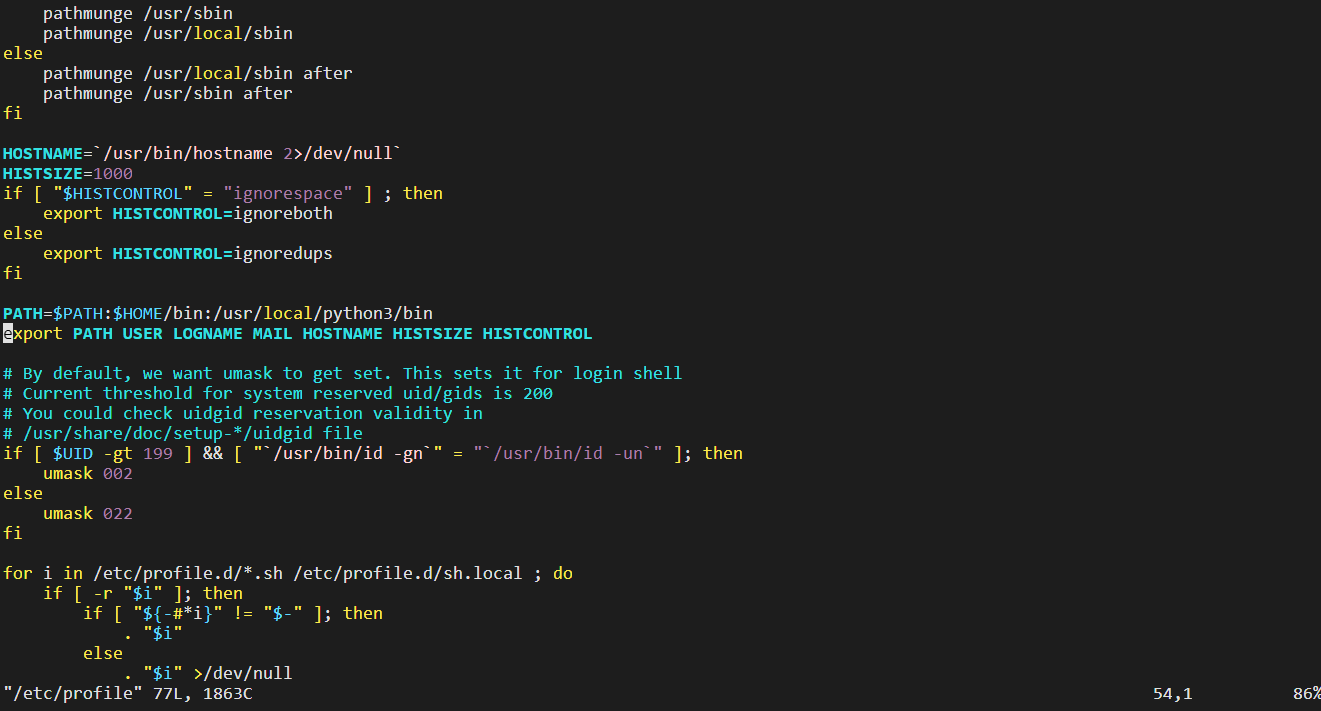 pathmunge /usr/sbin
    pathmunge /usr/local/sbin
else
    pathmunge /usr/local/sbin after
    pathmunge /usr/sbin after
fi

HOSTNAME=`/usr/bin/hostname 2>/dev/null`
HISTSIZE=1000
if [ "$HISTCONTROL" = "ignorespace" ] ; then
    export HISTCONTROL=ignoreboth
else
    export HISTCONTROL=ignoredups
fi

PATH=$PATH:$HOME/bin:/usr/local/python3/bin
export PATH USER LOGNAME MAIL HOSTNAME HISTSIZE HISTCONTROL

# By default, we want umask to get set. This sets it for login shell
# Current threshold for system reserved uid/gids is 200
# You could check uidgid reservation validity in
# /usr/share/doc/setup-*/uidgid file
if [ $UID -gt 199 ] && [ "`/usr/bin/id -gn`" = "`/usr/bin/id -un`" ]; then
    umask 002
else
    umask 022
fi

for i in /etc/profile.d/*.sh /etc/profile.d/sh.local ; do
    if [ -r "$i" ]; then
        if [ "${-#*i}" != "$-" ]; then
            . "$i"
        else
            . "$i" >/dev/null
"/etc/profile" 77L, 1863C 54,1 86%